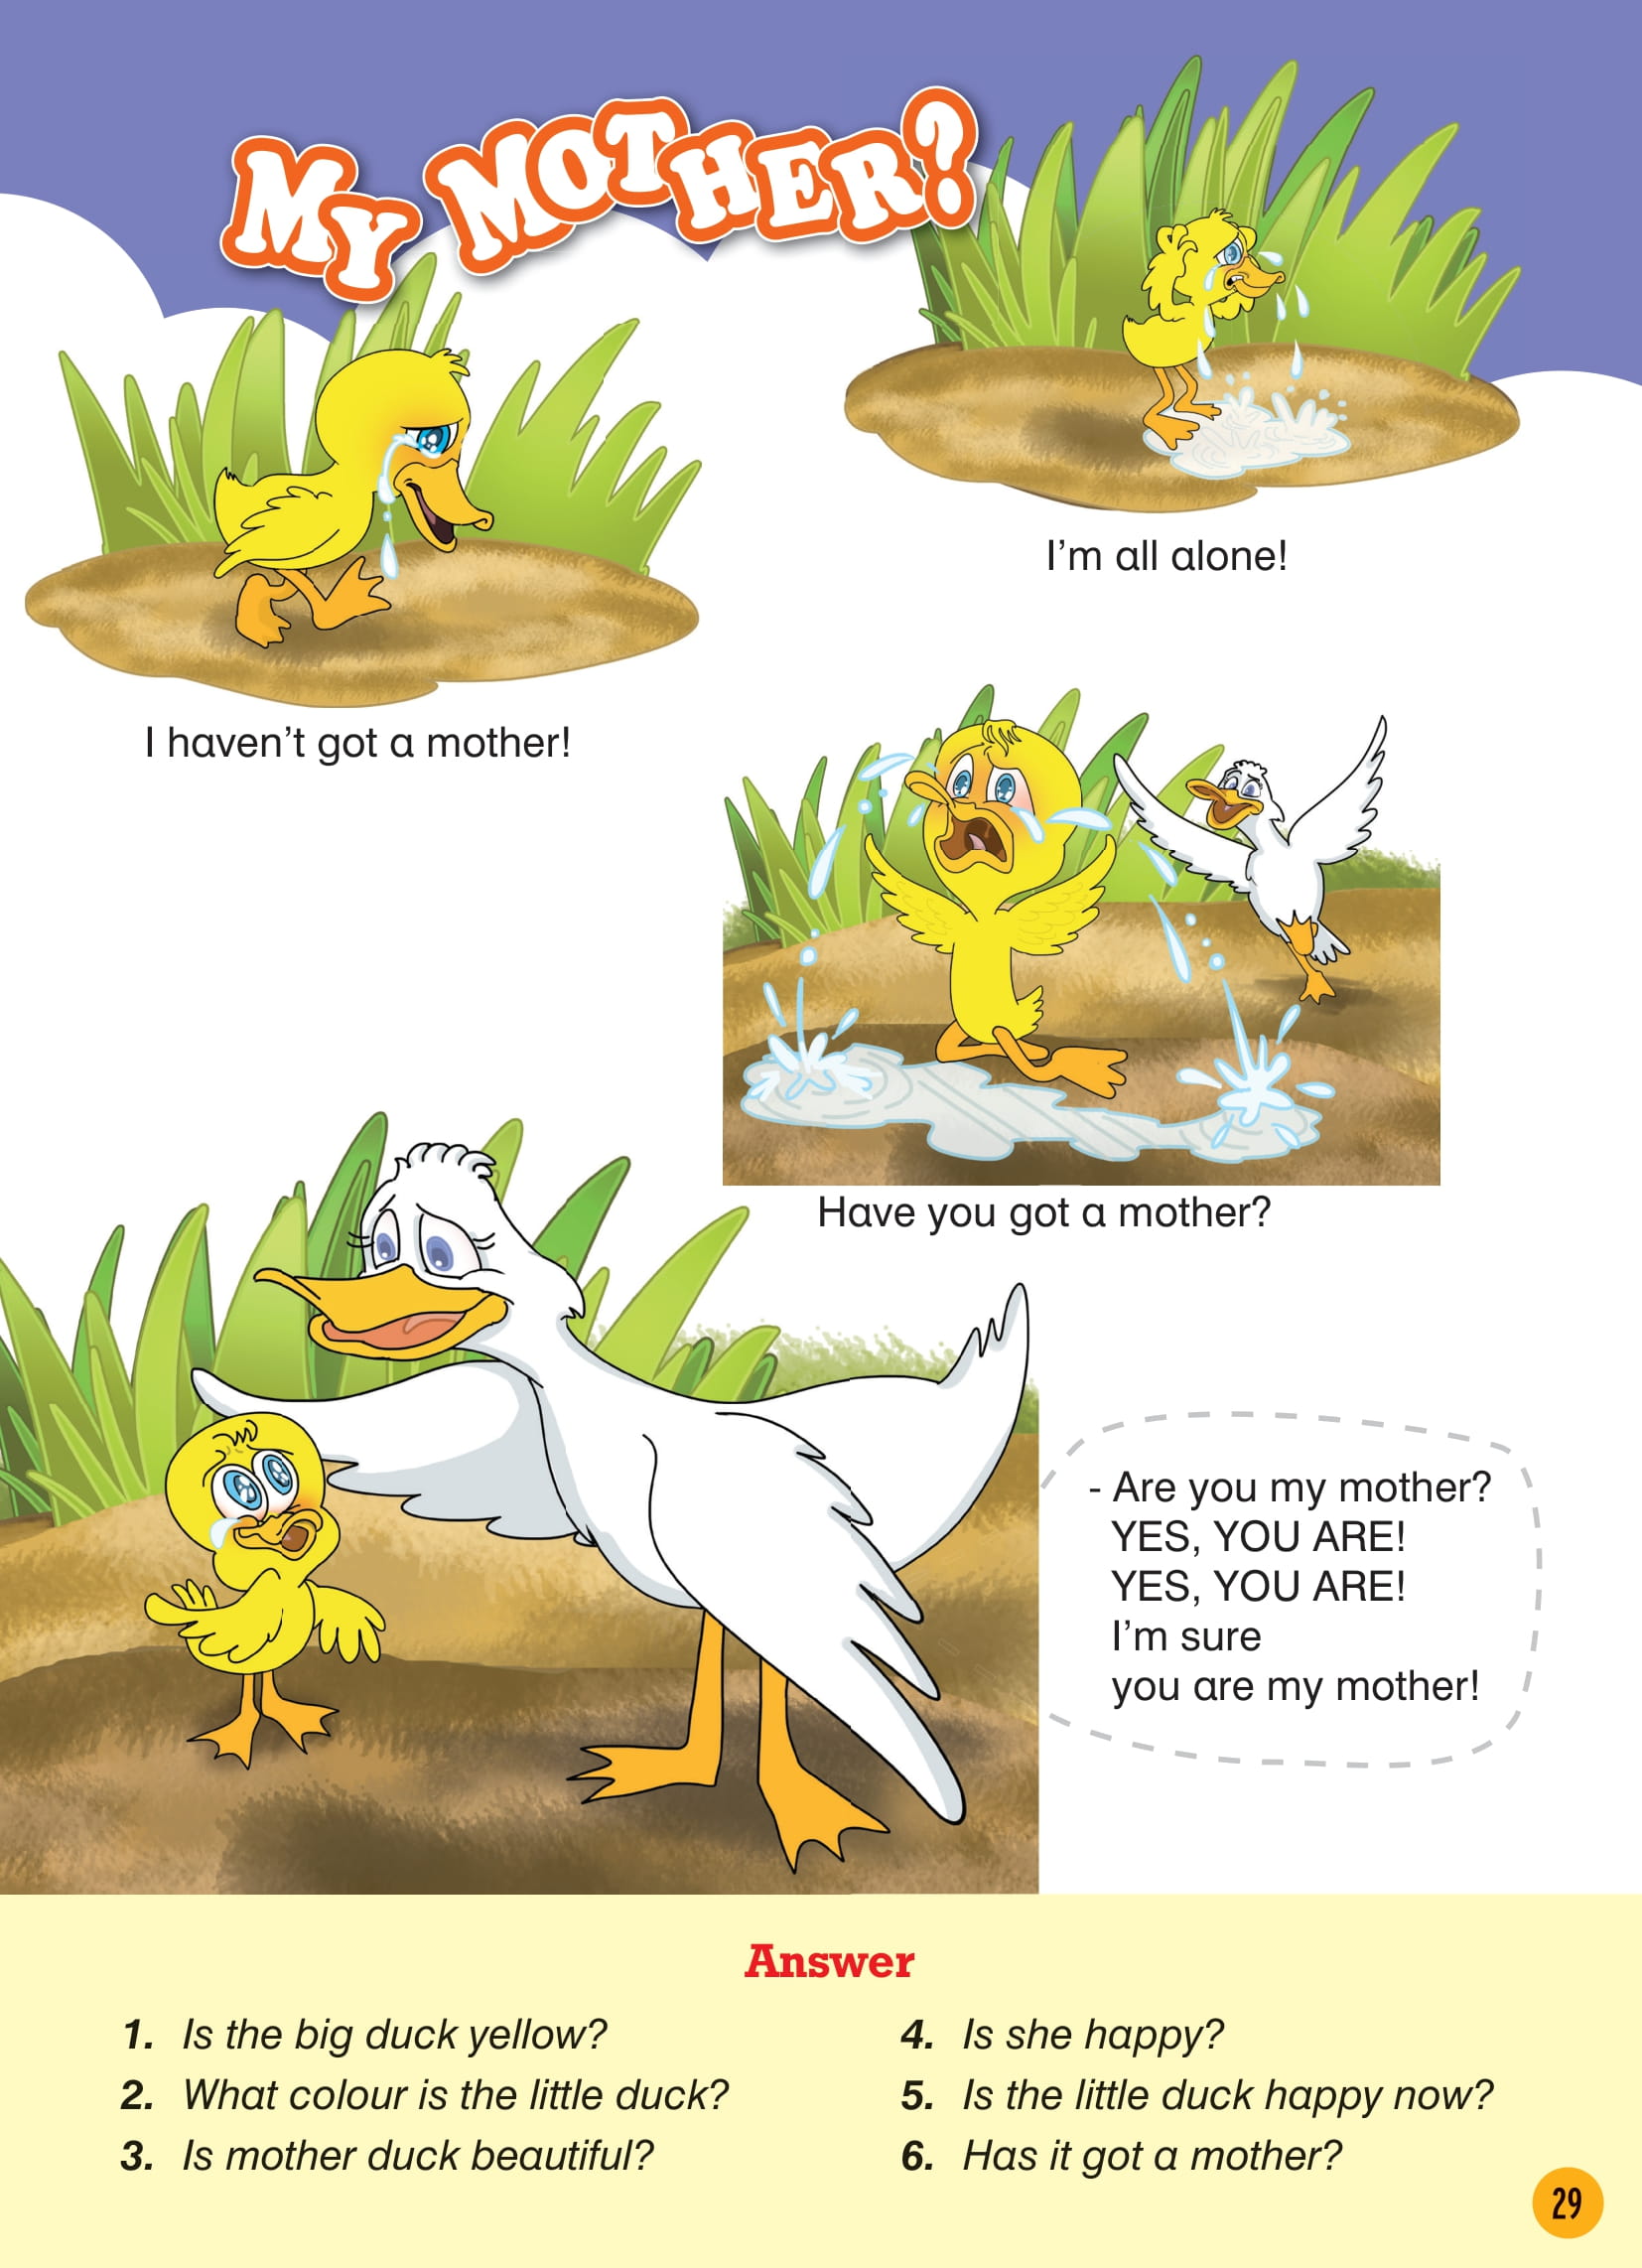 MY MOTHER?
I haven't got a mother!
I'm all alone!
Have you got a mother?
- Are you my mother?
YES, YOU ARE!
YES, YOU ARE!
I'm sure
you are my mother!
Answer
1. Is the big duck yellow?
2. What colour is the little duck?
3. Is mother duck beautiful?
4. Is she happy?
5. Is the little duck happy now?
6. Has it got a mother?
29